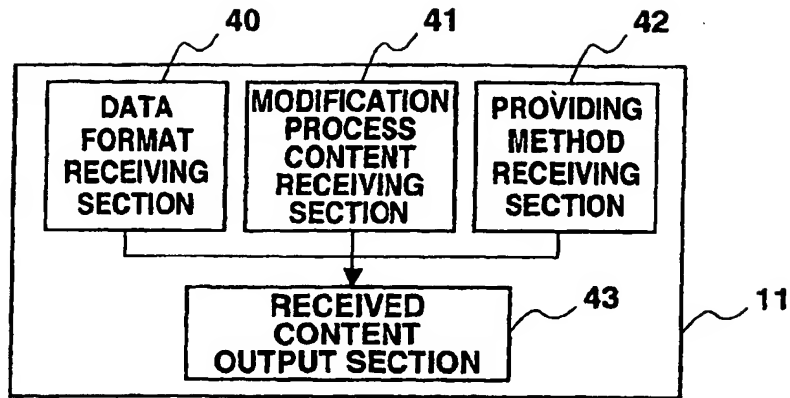 40
41
42
DATA
FORMAT
RECEIVING
SECTION
MODIFICATION
PROCESS
CONTENT
RECEIVING
SECTION
PROVIDING
METHOD
RECEIVING
SECTION
RECEIVED
CONTENT
OUTPUT SECTION
43
11